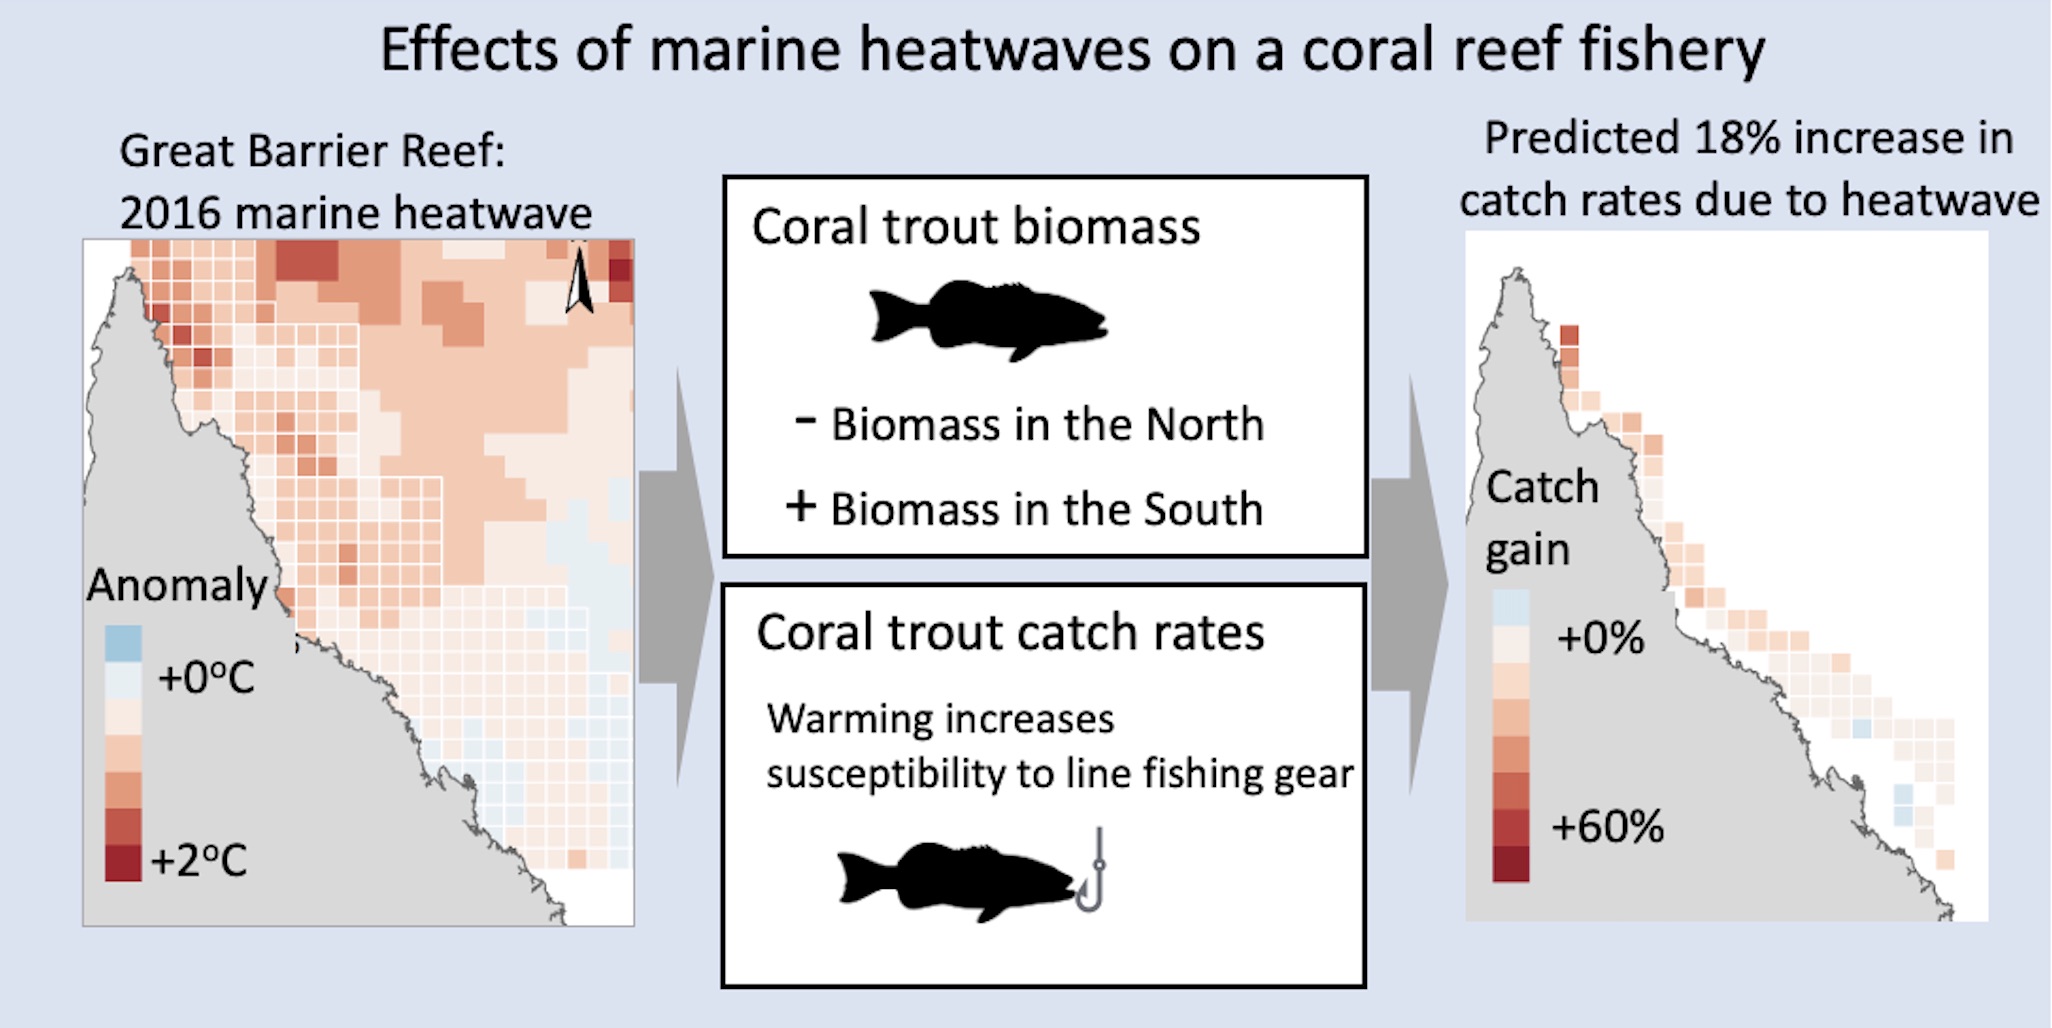 Effects of marine heatwaves on a coral reef fishery
Great Barrier Reef:
2016 marine heatwave
Anomaly
+0°C
+2°C
Coral trout biomass
- Biomass in the North
+ Biomass in the South
Coral trout catch rates
Warming increases
susceptibility to line fishing gear
Predicted 18% increase in
catch rates due to heatwave
Catch
gain
+0%
+60%